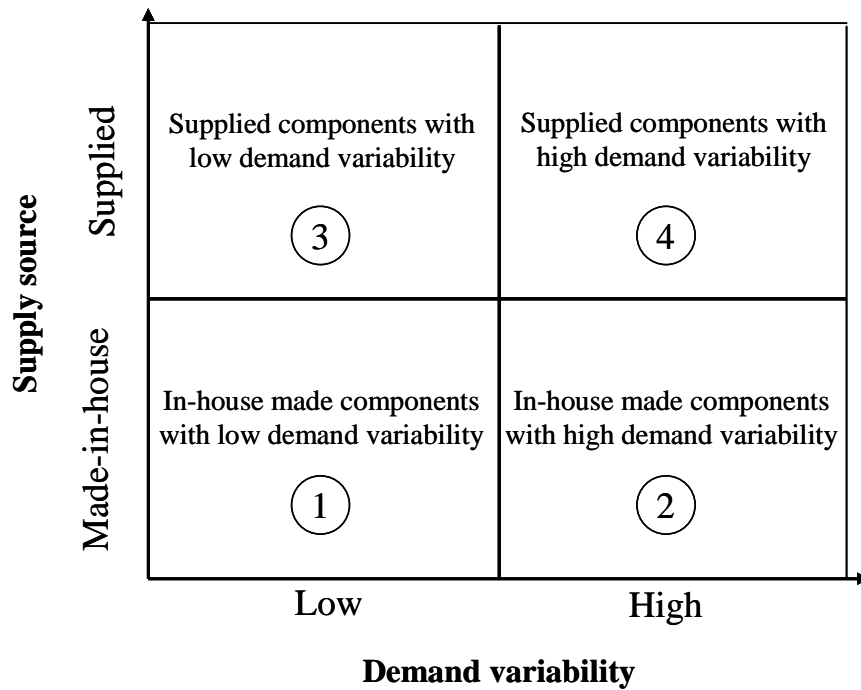 Supply source
Supplied
Made-in-house
Supplied components with
low demand variability
3
Supplied components with
high demand variability
4
In-house made components
with low demand variability
1
In-house made components
with high demand variability
2
Low
High
Demand variability